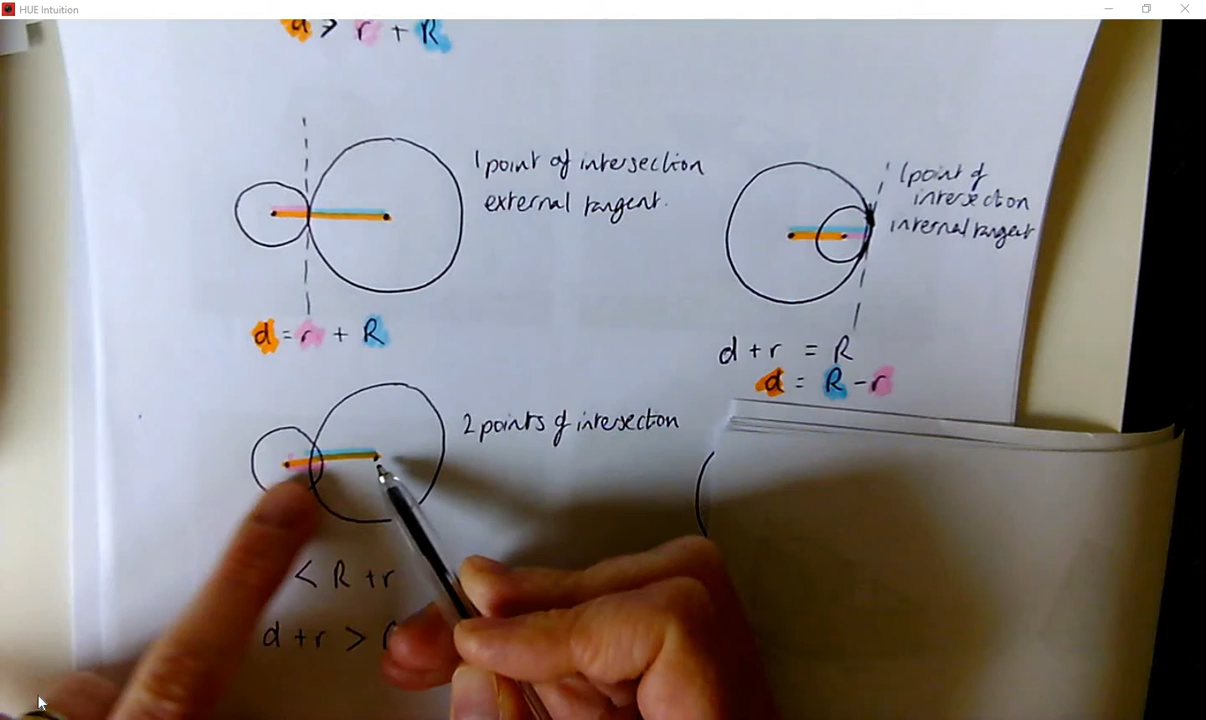 HUE Intuition
d > r + R
1 point of intersection
external tangent.
d = r + R
1 point of
intersection
internal tangent
d + r = R
d = R - r
2 points of intersection
< R + r
d + r >